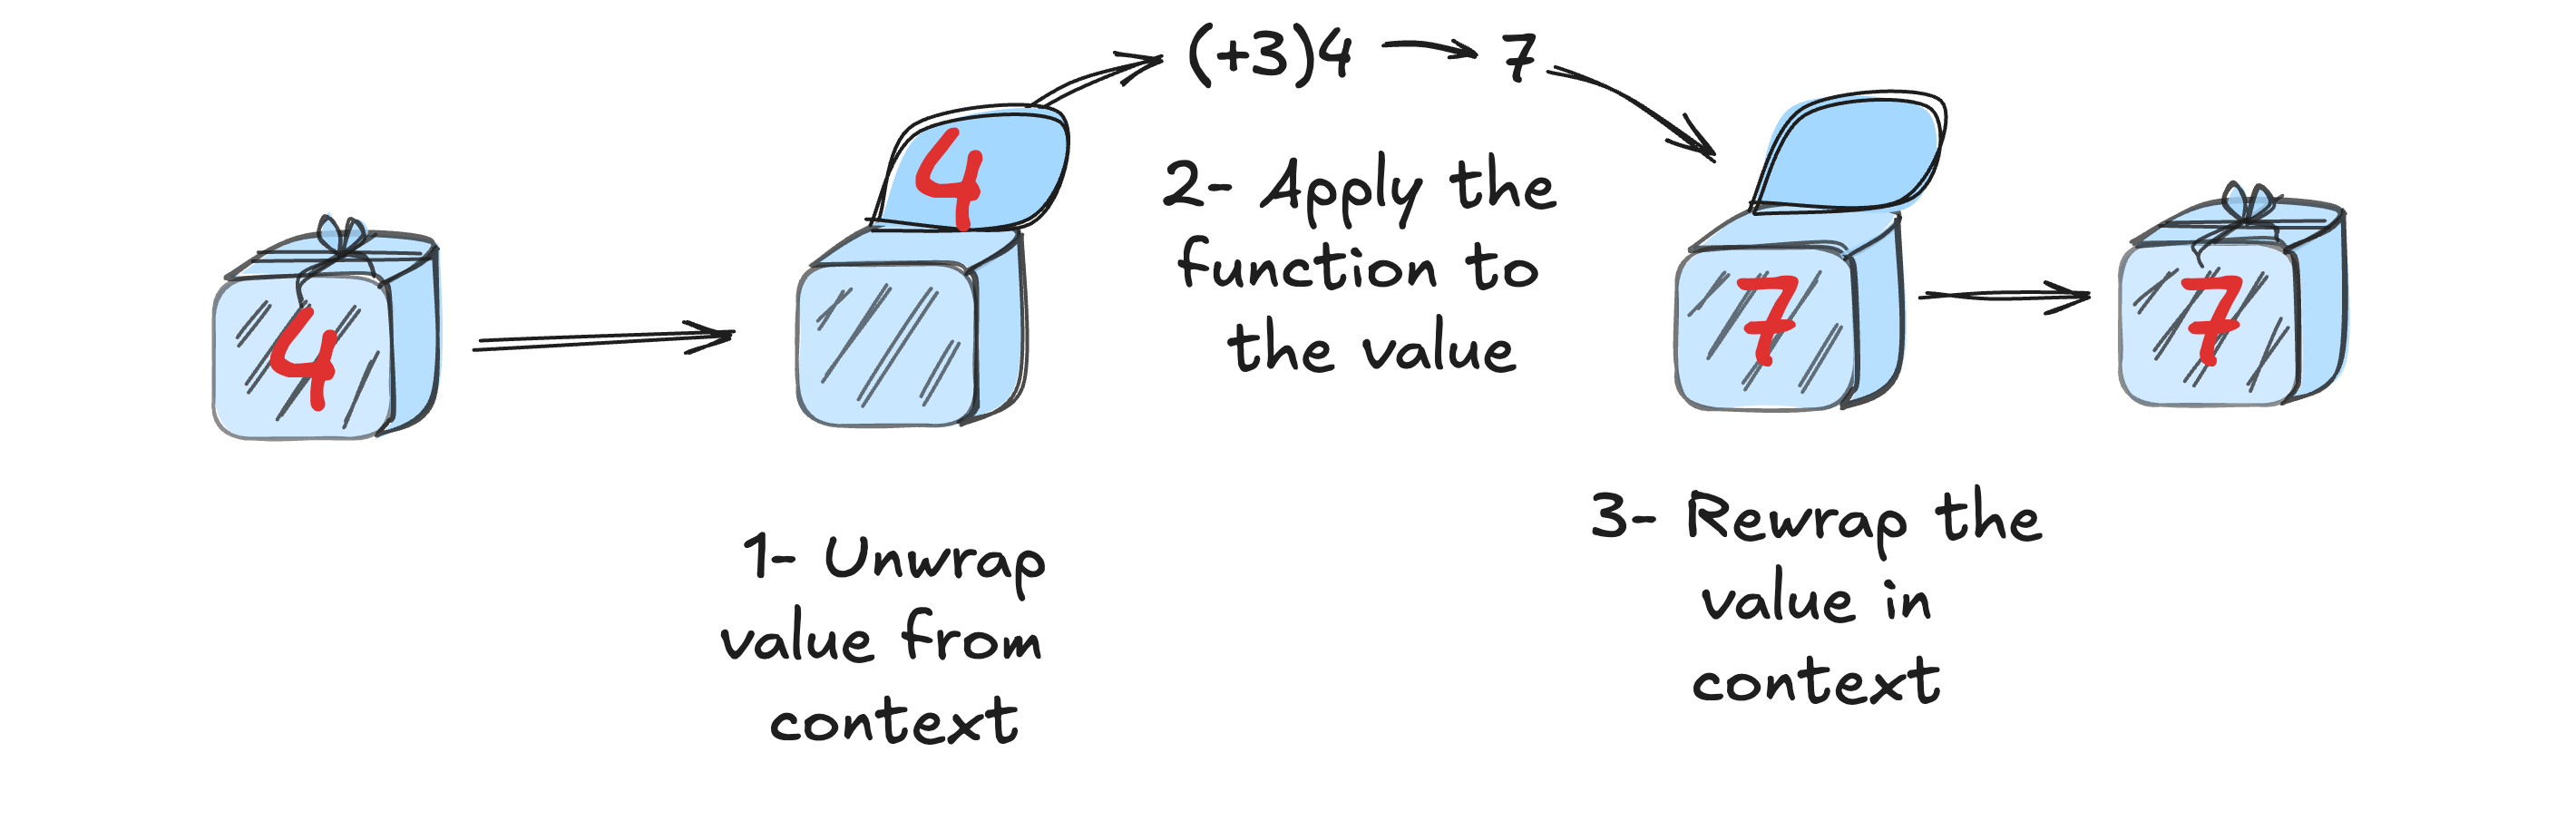 (+3)4
7
4
4
7
7
2- Apply the
function to
the value
1- Unwrap
value from
context
3- Rewrap the
value in
context